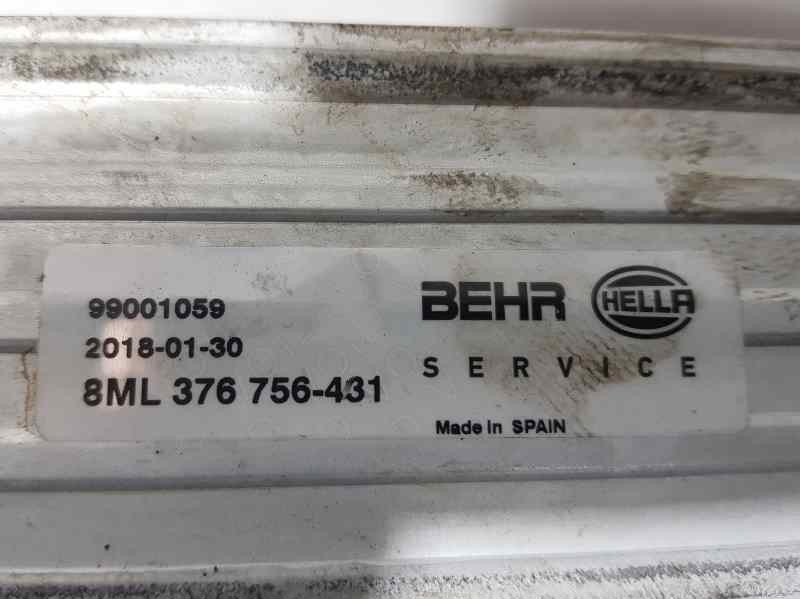 99001059
2018-01-30
8ML 376 756-431
BEHR HELLA
SERVICE
Made in SPAIN